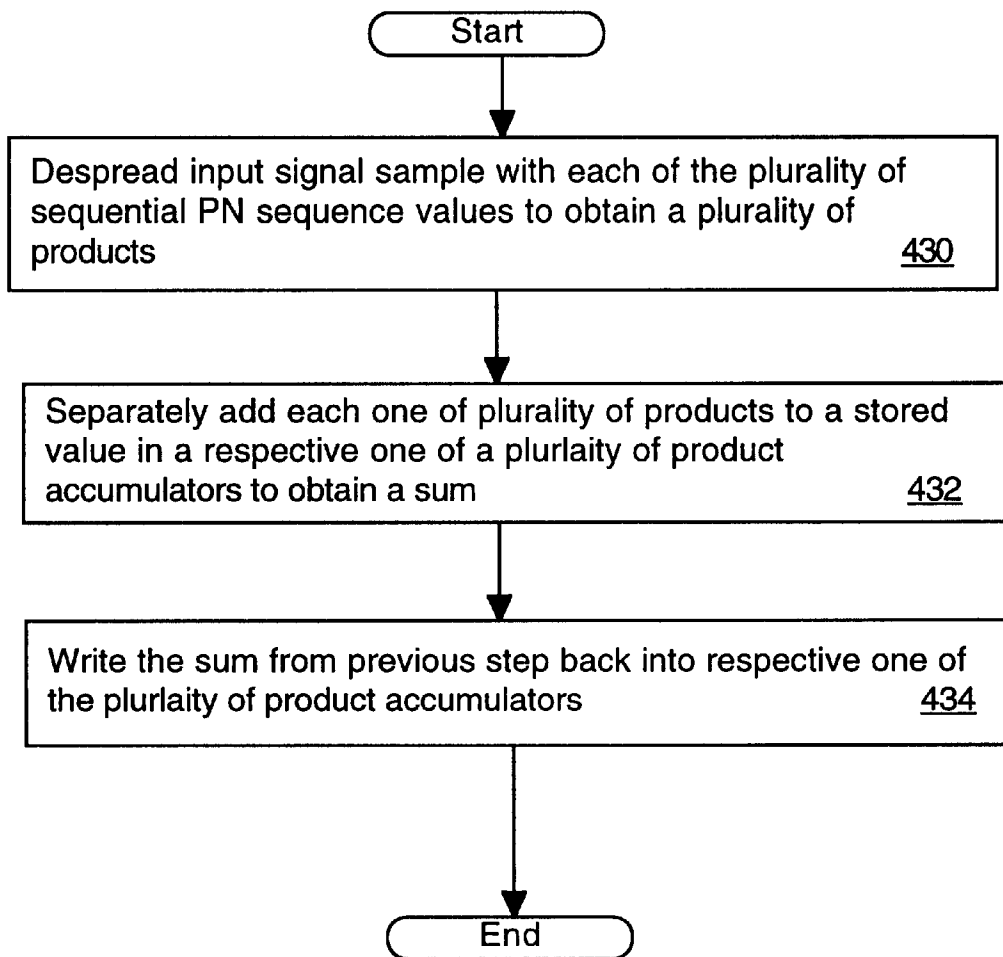 Start
Despread input signal sample with each of the plurality of
sequential PN sequence values to obtain a plurality of
products 430
Separately add each one of plurality of products to a stored
value in a respective one of a plurlaity of product
accumulators to obtain a sum 432
Write the sum from previous step back into respective one of
the plurlaity of product accumulators 434
End